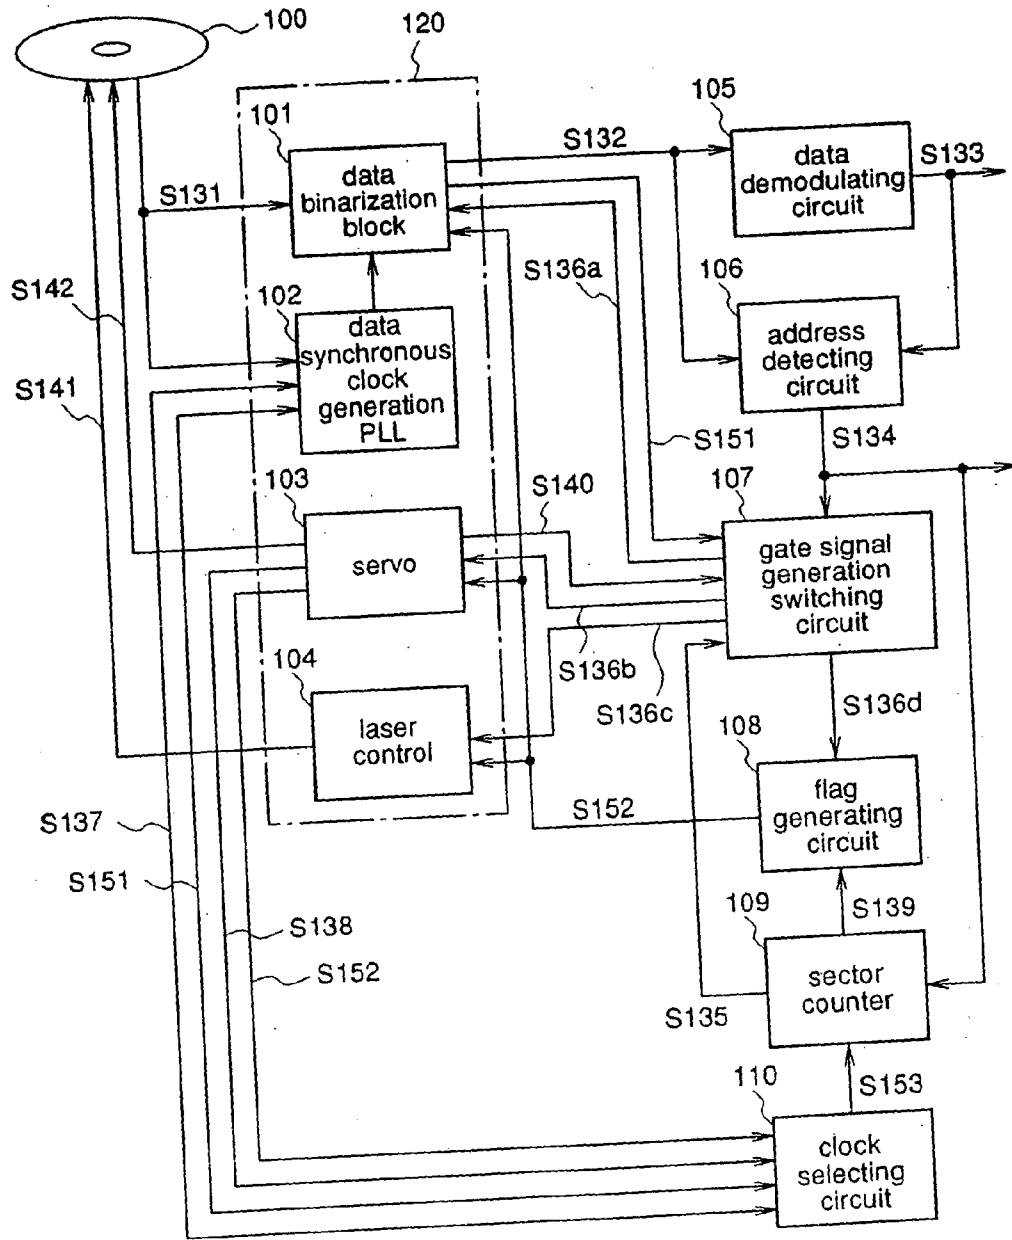 100
120
101
data
binarization
block
S131
S132
105
data
demodulating
circuit
S133
S136a
106
address
detecting
circuit
S142
102
data
synchronous
clock
generation
PLL
S141
S151
S134
107
gate signal
generation
switching
circuit
103
servo
S140
S136b
S136c
104
laser
control
S136d
108
flag
generating
circuit
S152
S137
S151
S138
S152
S139
109
sector
counter
S135
S153
110
clock
selecting
circuit